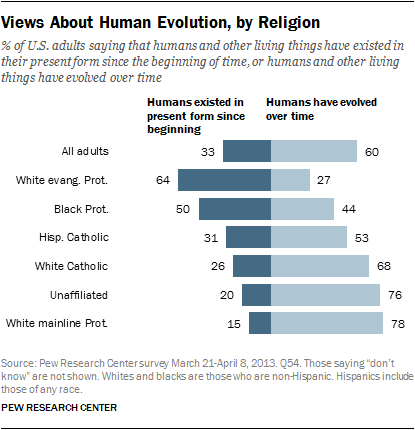 Views About Human Evolution, by Religion
% of U.S. adults saying that humans and other living things have existed in
their present form since the beginning of time, or humans and other living
things have evolved over time
Humans existed in
present form since
beginning
Humans have evolved
over time
All adults 33 60
White evang. Prot. 64 27
Black Prot. 50 44
Hisp. Catholic 31 53
White Catholic 26 68
Unaffiliated 20 76
White mainline Prot. 15 78
Source: Pew Research Center survey March 21-April 8, 2013. Q54. Those saying “don’t
know” are not shown. Whites and blacks are those who are non-Hispanic. Hispanics include
those of any race.
PEW RESEARCH CENTER